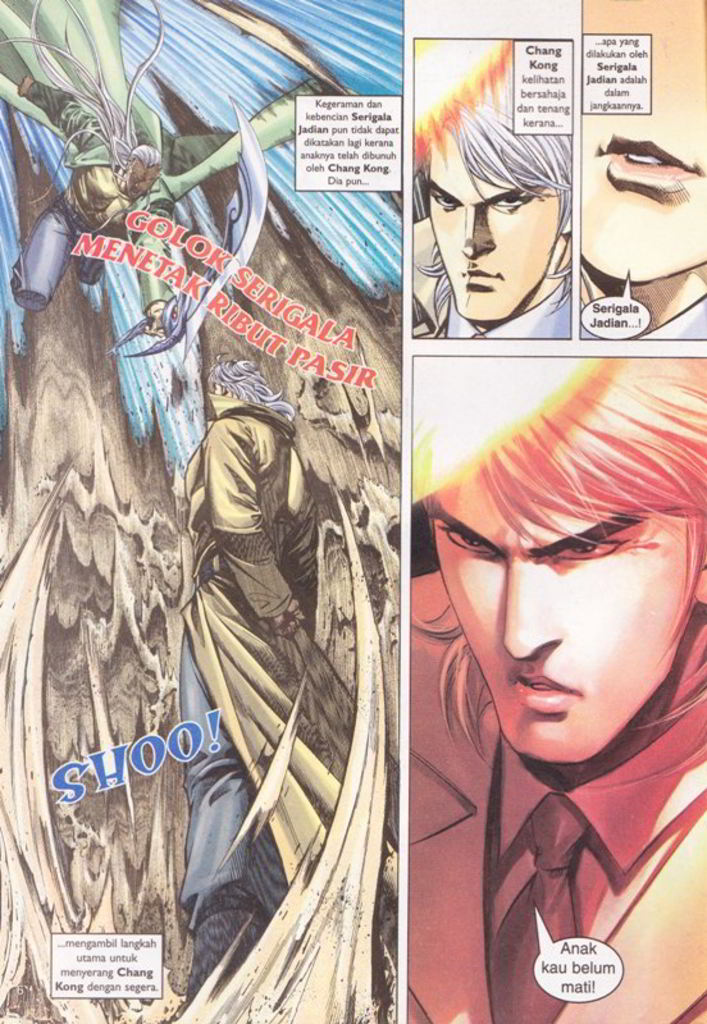 Kegeraman dan
kebencian Serigala
Jadian pun tidak dapat
dikatakan lagi kerana
anaknya telah dibunuh
oleh Chang Kong.
Dia pun...
GOLOK SERIGALA
MENETAK RIBUT PASIR
SHOO!
...mengambil langkah
utama untuk
menyerang Chang
Kong dengan segera.
Chang
Kong
kelihatan
bersahaja
dan tenang
kerana...
...apa yang
dilakukan oleh
Serigala
Jadian adalah
dalam
jangkaannya.
Serigala
Jadian...!
Anak
kau belum
mati!